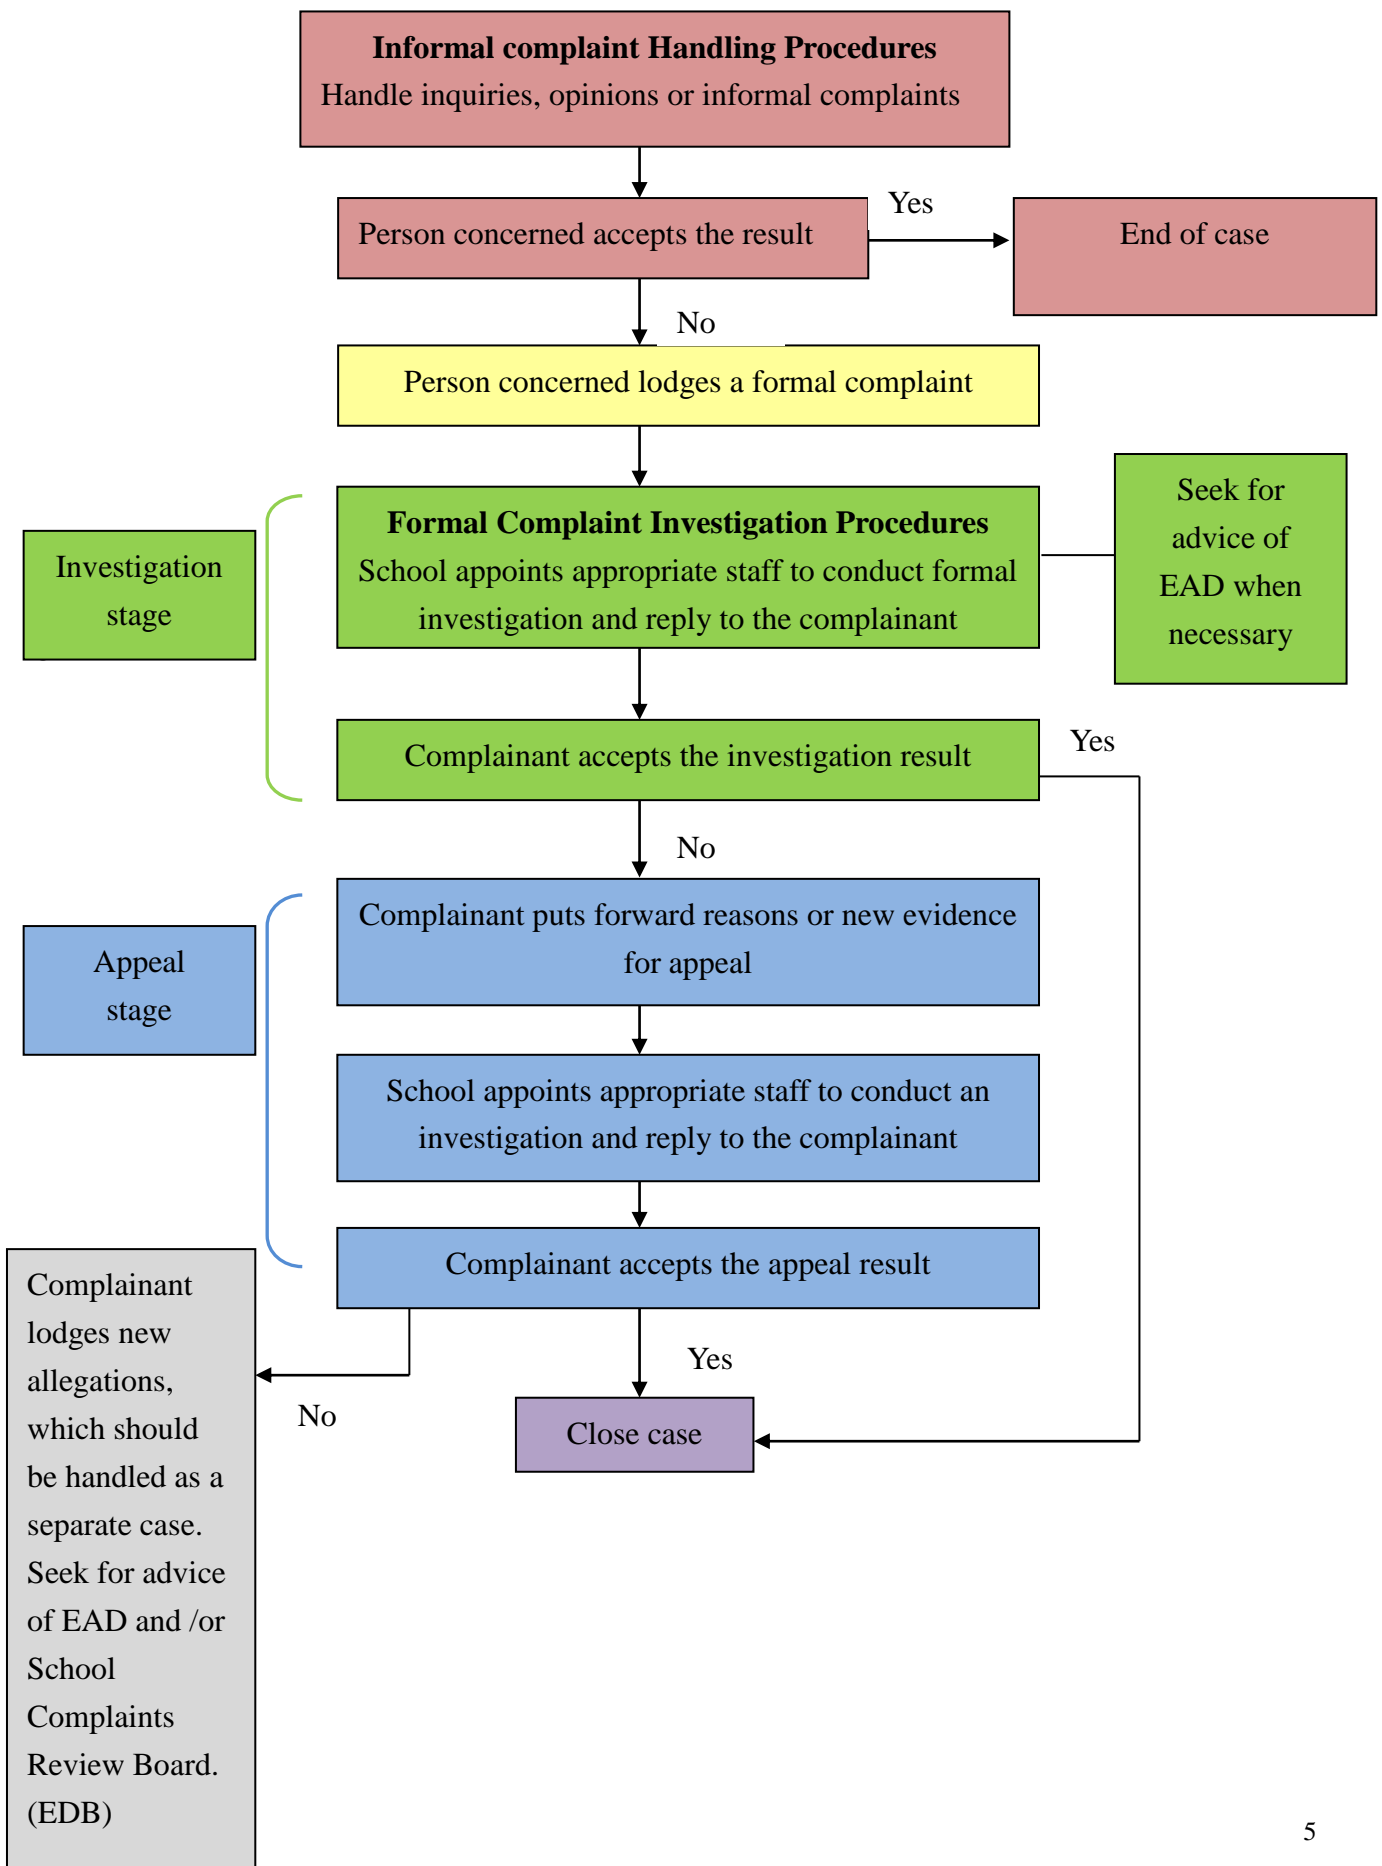 Informal complaint Handling Procedures
Handle inquiries, opinions or informal complaints
Person concerned accepts the result
Yes
End of case
No
Person concerned lodges a formal complaint
Investigation
stage
Formal Complaint Investigation Procedures
School appoints appropriate staff to conduct formal
investigation and reply to the complainant
Seek for
advice of
EAD when
necessary
Complainant accepts the investigation result
Yes
No
Appeal
stage
Complainant puts forward reasons or new evidence
for appeal
School appoints appropriate staff to conduct an
investigation and reply to the complainant
Complainant accepts the appeal result
Yes
No
Close case
Complainant
lodges new
allegations,
which should
be handled as a
separate case.
Seek for advice
of EAD and /or
School
Complaints
Review Board.
(EDB)
5